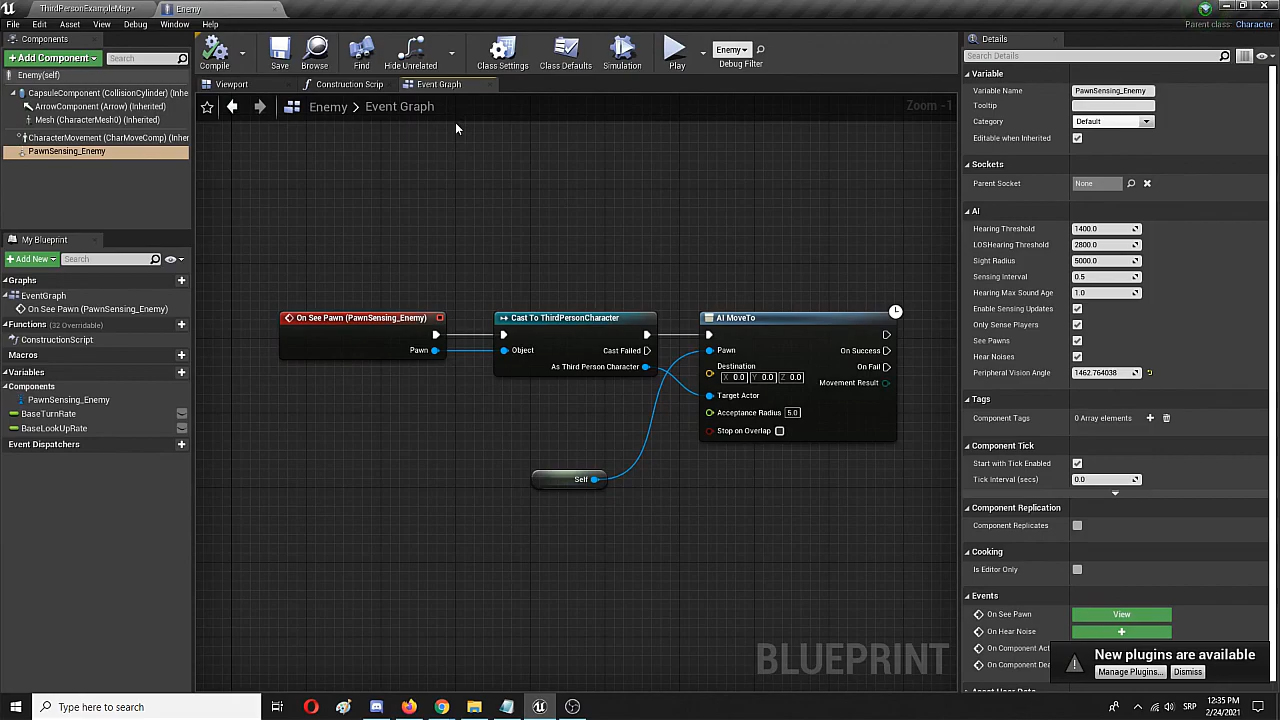 ThirdPersonExampleMap*
Enemy
File Edit Asset View Debug Window Help
Parent class: Character
Components
+ Add Component
Search
Enemy(self)
CapsuleComponent (CollisionCylinder) (Inhe
ArrowComponent (Arrow) (Inherited)
Mesh (CharacterMesh0) (Inherited)
CharacterMovement (CharMoveComp) (Inher
PawnSensing_Enemy
Compile
Save
Browse
Find
Hide Unrelated
Class Settings
Class Defaults
Simulation
Play
Enemy
Debug Filter
Viewport
Construction Script
Event Graph
Enemy > Event Graph
Zoom -1
My Blueprint
+ Add New
Search
Graphs
EventGraph
On See Pawn (PawnSensing_Enemy)
Functions (32 Overridable)
ConstructionScript
Macros
Variables
Components
PawnSensing_Enemy
BaseTurnRate
BaseLookUpRate
Event Dispatchers
On See Pawn (PawnSensing_Enemy)
Pawn
Cast To ThirdPersonCharacter
Object
Cast Failed
As Third Person Character
Self
AI MoveTo
Pawn
On Success
Destination
X 0.0 Y 0.0 Z 0.0
On Fail
Movement Result
Target Actor
Acceptance Radius 5.0
Stop on Overlap
BLUEPRINT
Details
Search Details
Variable
Variable Name PawnSensing_Enemy
Tooltip
Category Default
Editable when Inherited
Sockets
Parent Socket None
AI
Hearing Threshold 1400.0
LOSHearing Threshold 2800.0
Sight Radius 5000.0
Sensing Interval 0.5
Hearing Max Sound Age 1.0
Enable Sensing Updates
Only Sense Players
See Pawns
Hear Noises
Peripheral Vision Angle 1462.764038
Tags
Component Tags 0 Array elements
Component Tick
Start with Tick Enabled
Tick Interval (secs) 0.0
Component Replication
Component Replicates
Cooking
Is Editor Only
Events
On See Pawn View
On Hear Noise +
On Component Act
On Component Dea
New plugins are available
Manage Plugins... Dismiss
Type here to search
SRP
12:35 PM
2/24/2021